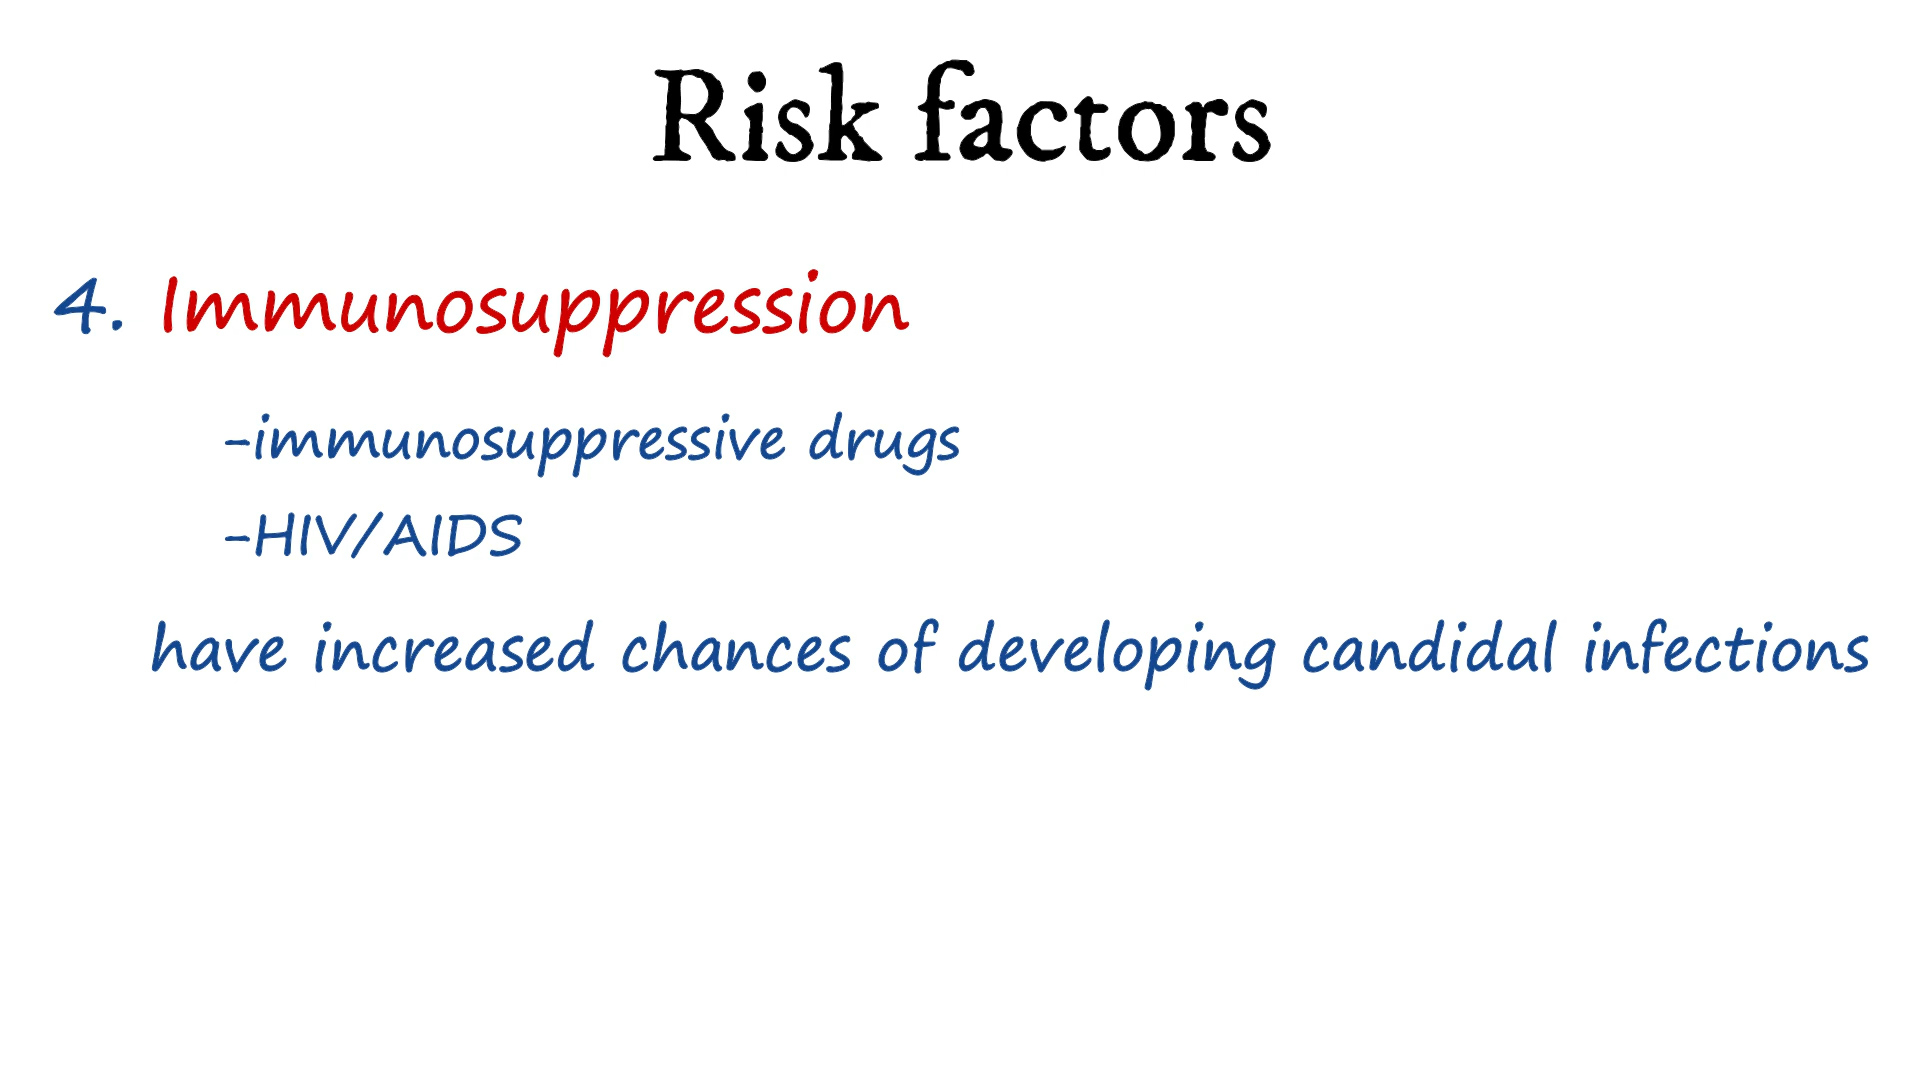 Risk factors
4. Immunosuppression
-immunosuppressive drugs
-HIV/AIDS
have increased chances of developing candidal infections